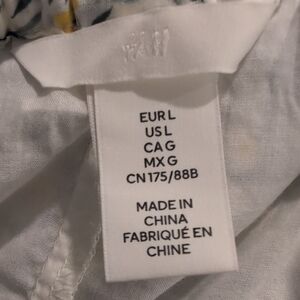 H&M
EUR L
US L
CA G
MX G
CN 175/88B
MADE IN
CHINA
FABRIQUÉ EN
CHINE